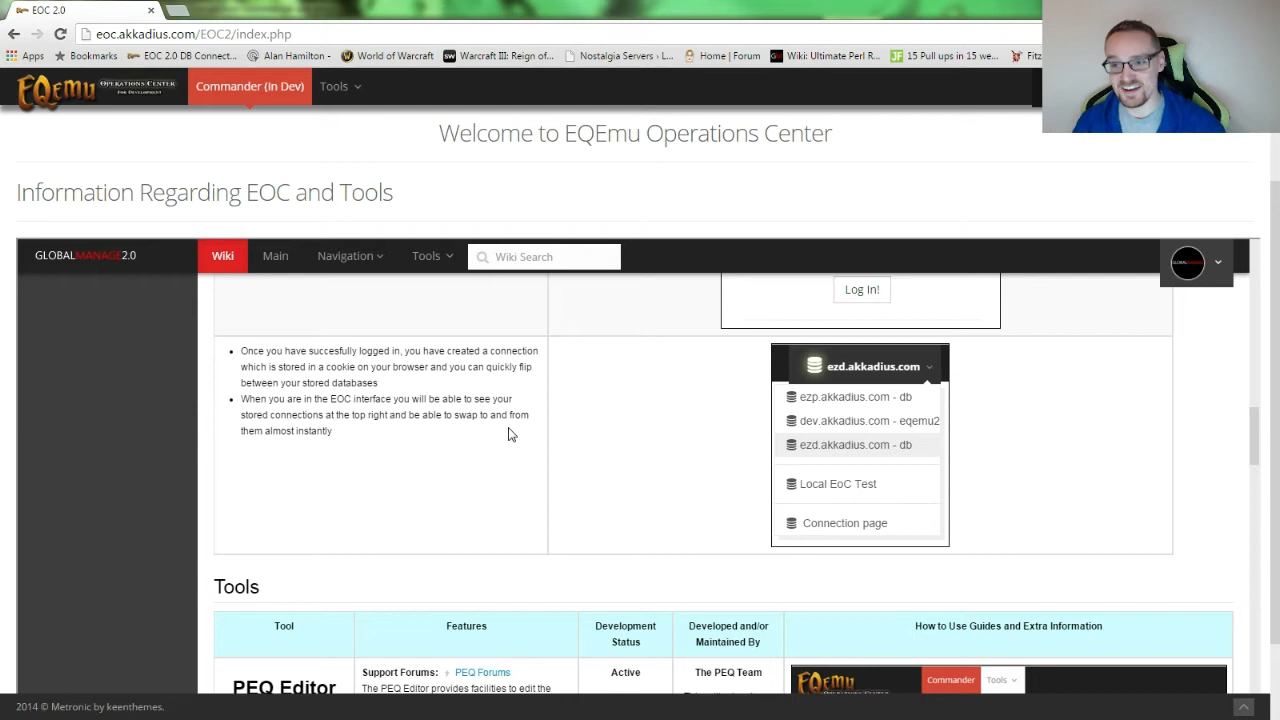 EOC 2.0
eoc.akkadius.com/EOC2/index.php
Apps Bookmarks EOC 2.0 DB Connect... Alan Hamilton - ... World of Warcraft Warcraft III: Reign of... Nostalgia Servers › L... Home | Forum Wiki: Ultimate Perl R... 15 Pull ups in 15 we... Fitz
EQEmu OPERATIONS CENTER Commander (In Dev) Tools
FOR DEVELOPMENT
Welcome to EQEmu Operations Center
Information Regarding EOC and Tools
GLOBALMANAGE2.0 Wiki Main Navigation Tools Wiki Search
Log In!
Once you have succesfully logged in, you have created a connection
which is stored in a cookie on your browser and you can quickly flip
between your stored databases
When you are in the EOC interface you will be able to see your
stored connections at the top right and be able to swap to and from
them almost instantly
ezd.akkadius.com
ezp.akkadius.com - db
dev.akkadius.com - eqemu2
ezd.akkadius.com - db
Local EoC Test
Connection page
Tools
Tool Features Development Developed and/or How to Use Guides and Extra Information
Status Maintained By
Support Forums: PEQ Forums Active The PEQ Team
PEQ Editor The PEQ Editor provides facilities to edit the
EQEmu OPERATIONS CENTER Commander Tools
2014 © Metronic by keenthemes.